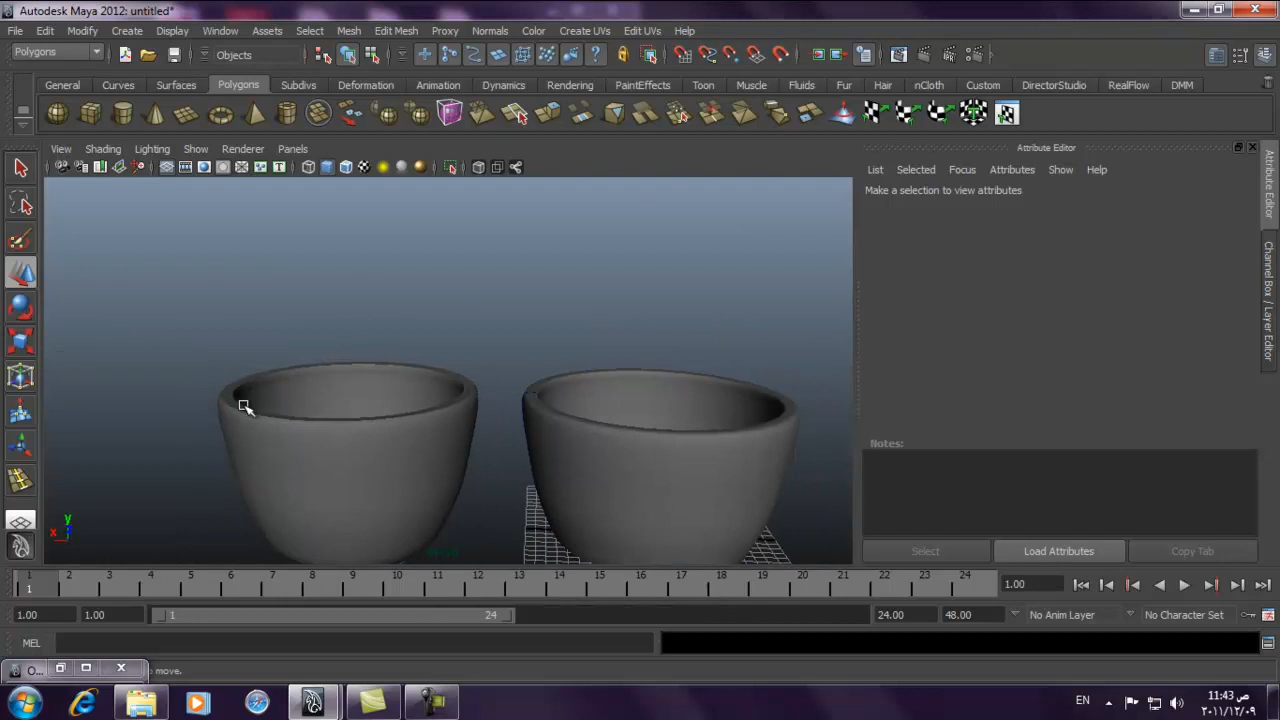 Autodesk Maya 2012: untitled*
File Edit Modify Create Display Window Assets Select Mesh Edit Mesh Proxy Normals Color Create UVs Edit UVs Help
Polygons Objects
General Curves Surfaces Polygons Subdivs Deformation Animation Dynamics Rendering PaintEffects Toon Muscle Fluids Fur Hair nCloth Custom DirectorStudio RealFlow DMM
View Shading Lighting Show Renderer Panels
Attribute Editor
List Selected Focus Attributes Show Help
Make a selection to view attributes
Attribute Editor
Channel Box / Layer Editor
Notes:
y
x
Select Load Attributes Copy Tab
1 2 3 4 5 6 7 8 9 10 11 12 13 14 15 16 17 18 19 20 21 22 23 24
1 1.00
1.00 1.00 1 24 24.00 48.00 No Anim Layer No Character Set
MEL
O... move.
EN ص 11:43
٢٠١١/١٢/٠٩